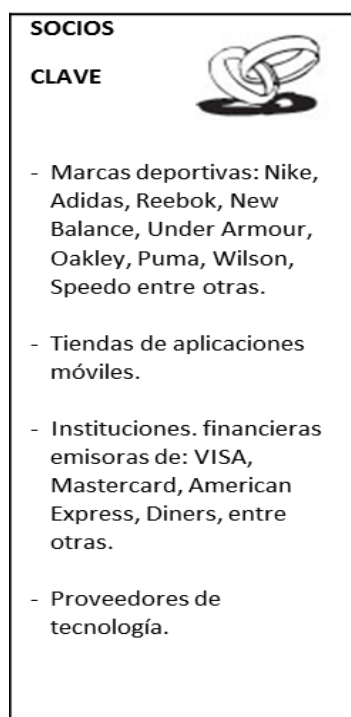 SOCIOS
CLAVE
- Marcas deportivas: Nike,
Adidas, Reebok, New
Balance, Under Armour,
Oakley, Puma, Wilson,
Speedo entre otras.
- Tiendas de aplicaciones
móviles.
- Instituciones. financieras
emisoras de: VISA,
Mastercard, American
Express, Diners, entre
otras.
- Proveedores de
tecnología.